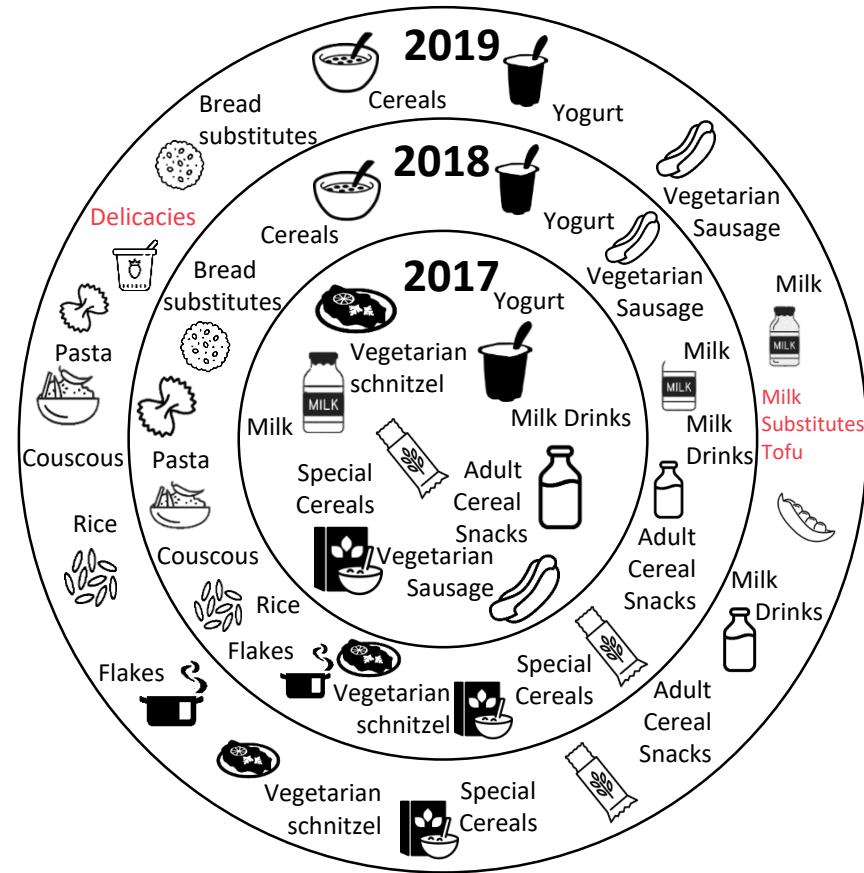 2019
Cereals
Yogurt
Bread
substitutes
Vegetarian
Sausage
Delicacies
Milk
MILK
Pasta
Milk
Substitutes
Tofu
Couscous
Rice
Milk
Drinks
Flakes
Adult
Cereal
Snacks
Vegetarian
schnitzel
Special
Cereals
2018
Cereals
Yogurt
Vegetarian
Sausage
Bread
substitutes
Milk
MILK
Milk
Drinks
Pasta
Couscous
Adult
Cereal
Snacks
Rice
Flakes
Vegetarian
schnitzel
Special
Cereals
2017
Yogurt
Vegetarian
schnitzel
MILK
Milk
Milk Drinks
Special
Cereals
Adult
Cereal
Snacks
Vegetarian
Sausage